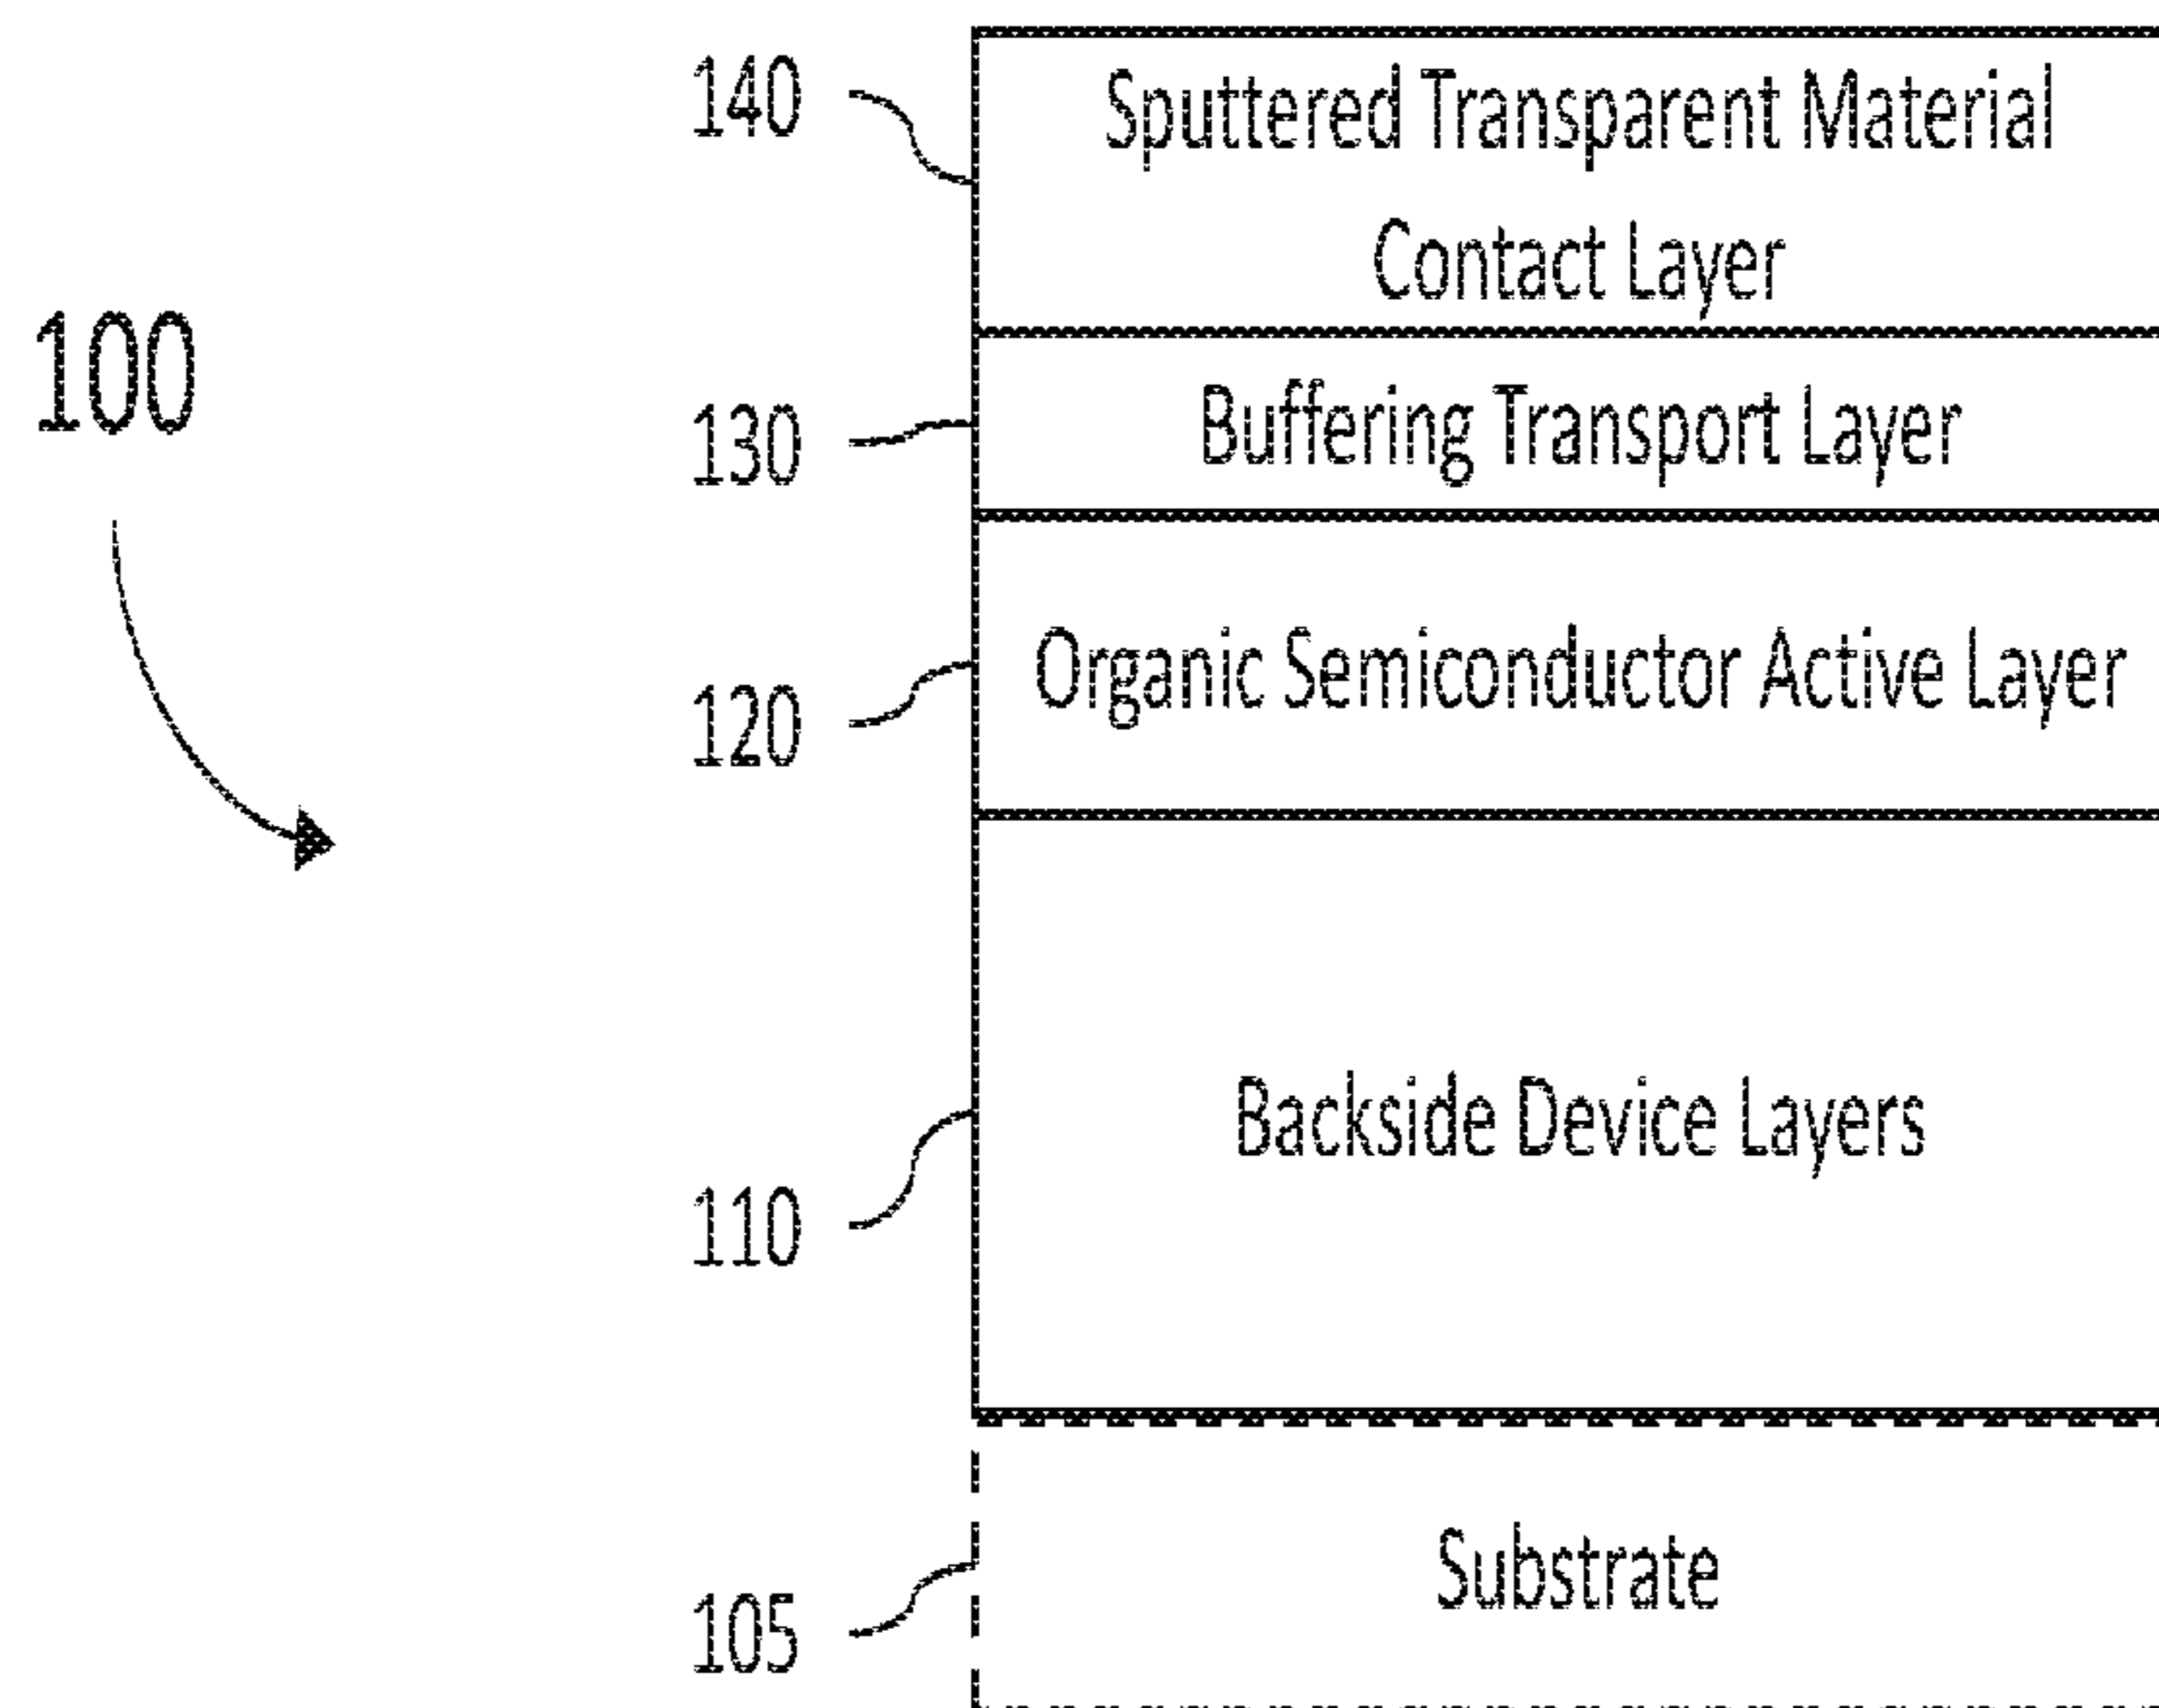 140
Sputtered Transparent Material
Contact Layer
100
130
Buffering Transport Layer
120
Organic Semiconductor Active Layer
110
Backside Device Layers
105
Substrate